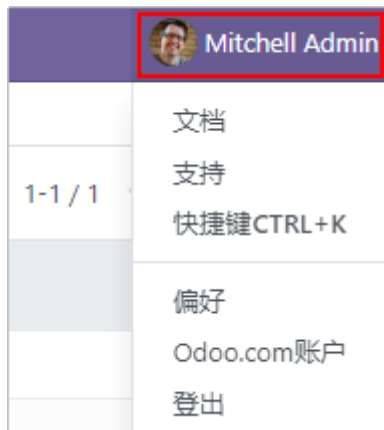 Mitchell Admin
文档
支持
1-1 / 1
快捷键CTRL+K
偏好
Odoo.com账户
登出